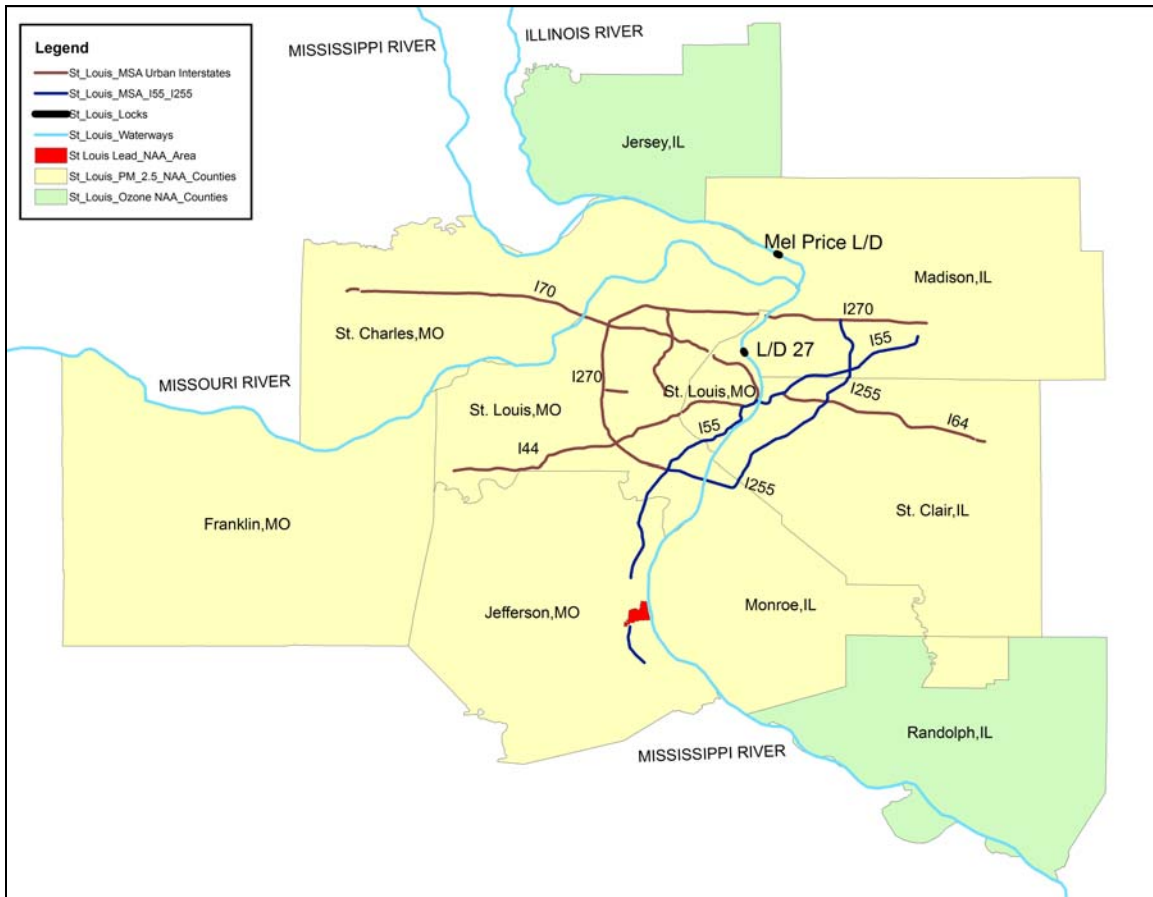 Legend
St_Louis_MSA Urban Interstates
St_Louis_MSA_I55_I255
St_Louis_Locks
St_Louis_Waterways
St Louis Lead_NAA_Area
St_Louis_PM_2.5_NAA_Counties
St_Louis_Ozone NAA_Counties
MISSISSIPPI RIVER
ILLINOIS RIVER
Jersey,IL
Mel Price L/D
Madison,IL
I70
I270
St. Charles,MO
I55
L/D 27
MISSOURI RIVER
I270
St. Louis,MO
St. Louis,MO
I255
I64
I55
I44
I255
St. Clair,IL
Franklin,MO
Jefferson,MO
Monroe,IL
Randolph,IL
MISSISSIPPI RIVER